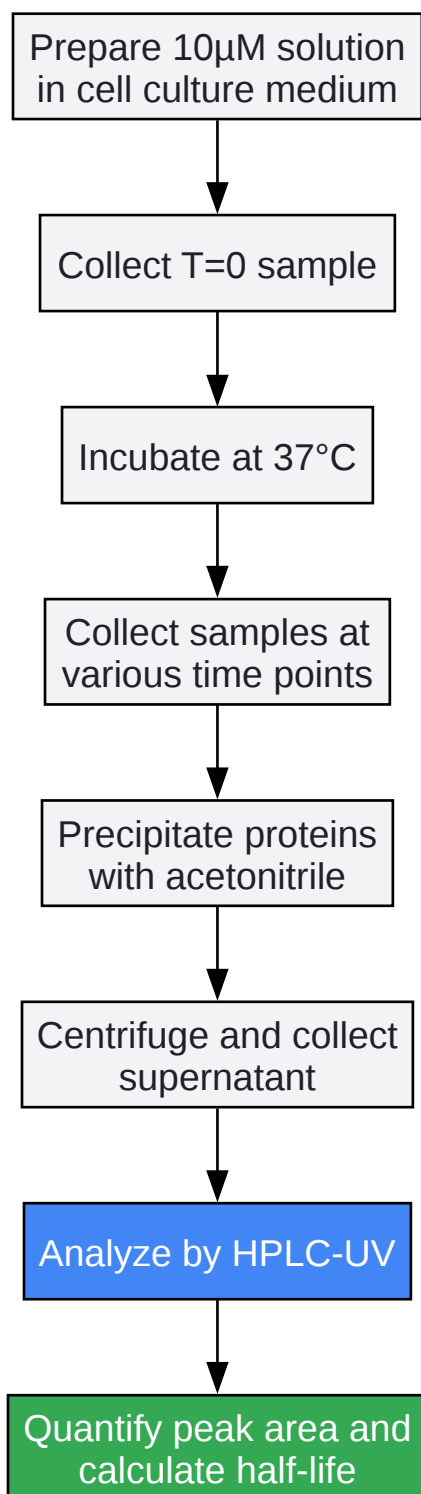 Prepare 10µM solution
in cell culture medium
Collect T=0 sample
Incubate at 37°C
Collect samples at
various time points
Precipitate proteins
with acetonitrile
Centrifuge and collect
supernatant
Analyze by HPLC-UV
Quantify peak area and
calculate half-life